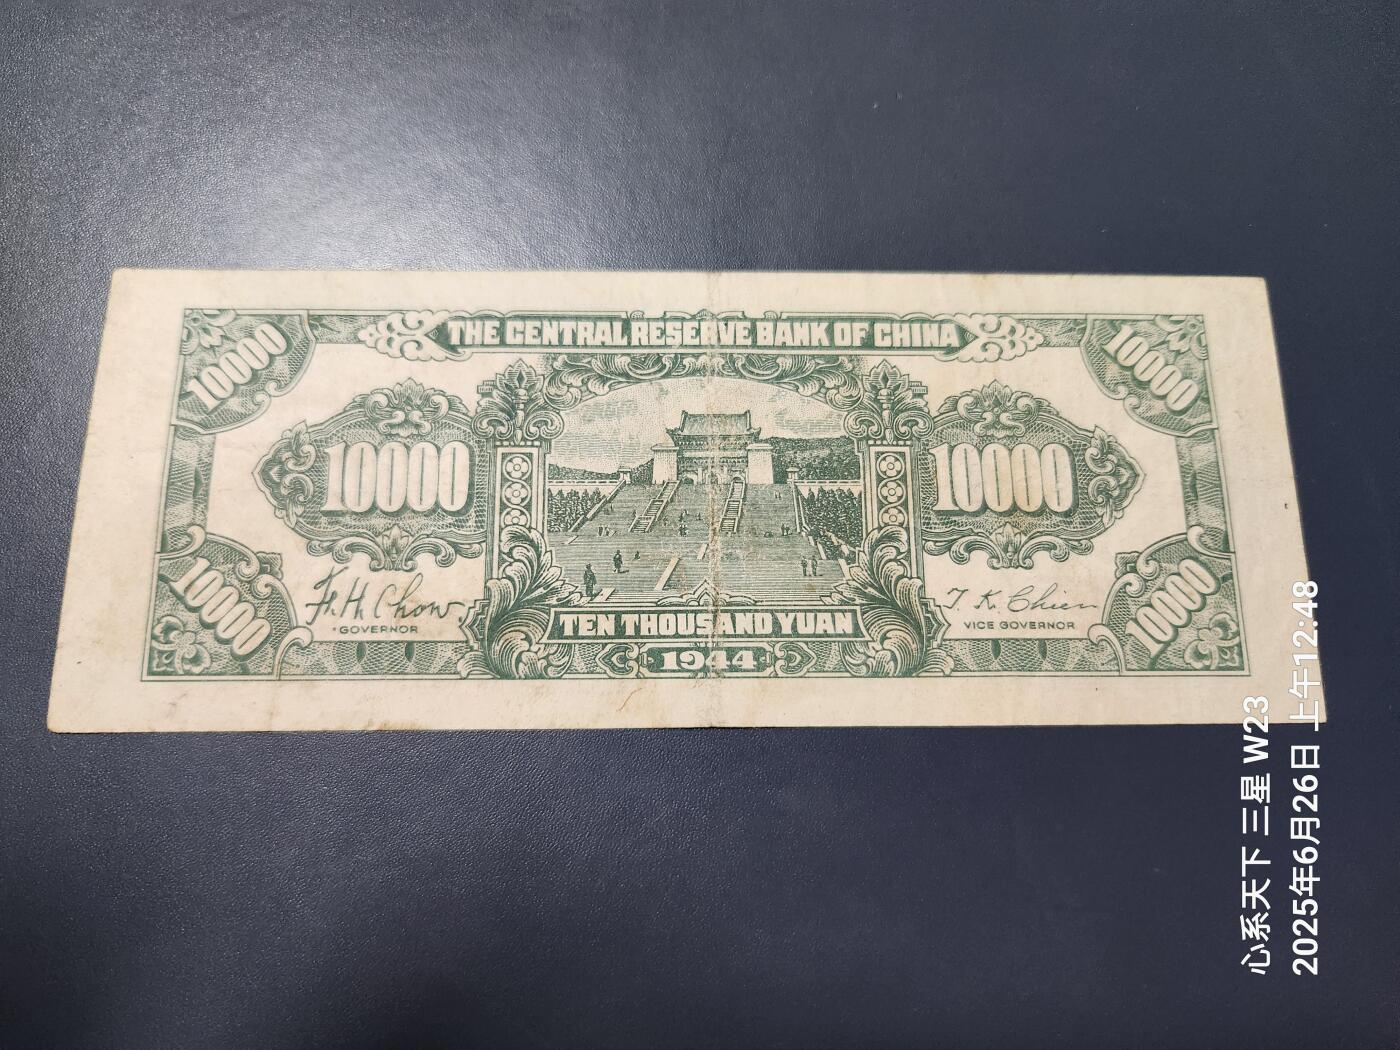 THE CENTRAL RESERVE BANK OF CHINA
10000
10000
10000
10000
10000
10000
F. H. Chow
GOVERNOR
T. K. Chien
VICE GOVERNOR
TEN THOUSAND YUAN
1944
心系天下 三星 W23
2025年6月26日 上午12:48